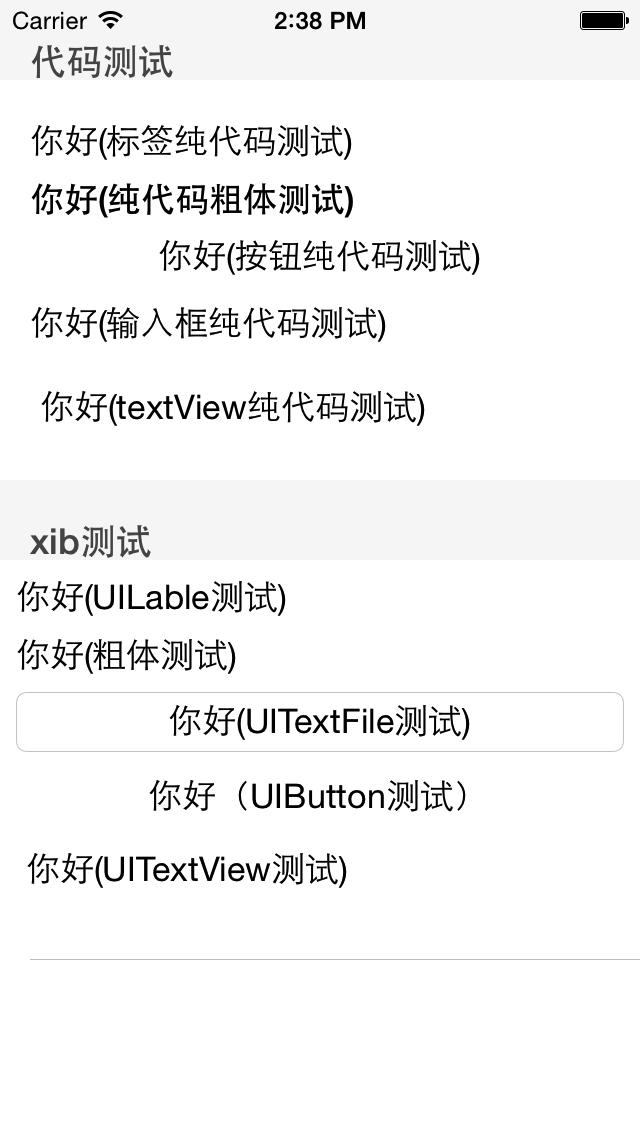 Carrier 2:38 PM
代码测试
你好(标签纯代码测试)
你好(纯代码粗体测试)
你好(按钮纯代码测试)
你好(输入框纯代码测试)
你好(textView纯代码测试)
xib测试
你好(UILable测试)
你好(粗体测试)
你好(UITextFile测试)
你好（UIButton测试）
你好(UITextView测试)